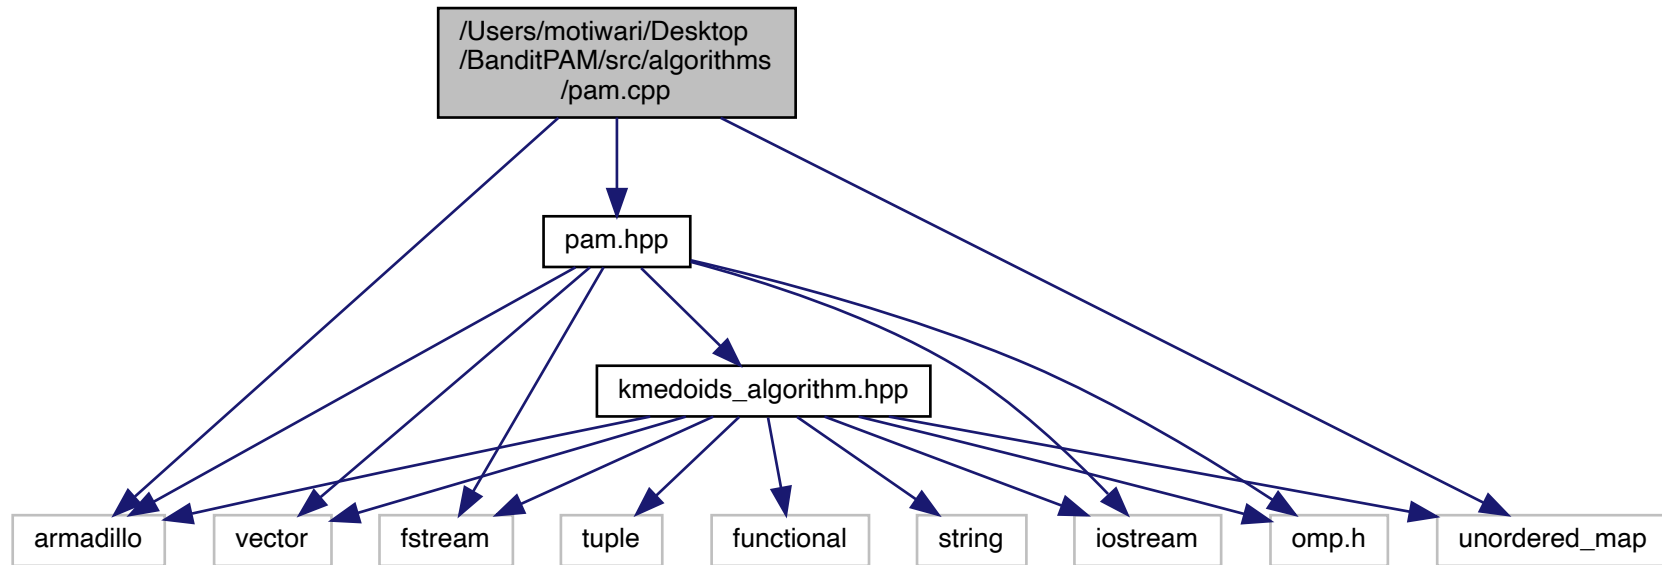 /Users/motiwari/Desktop
/BanditPAM/src/algorithms
/pam.cpp
pam.hpp
kmedoids_algorithm.hpp
armadillo
vector
fstream
tuple
functional
string
iostream
omp.h
unordered_map